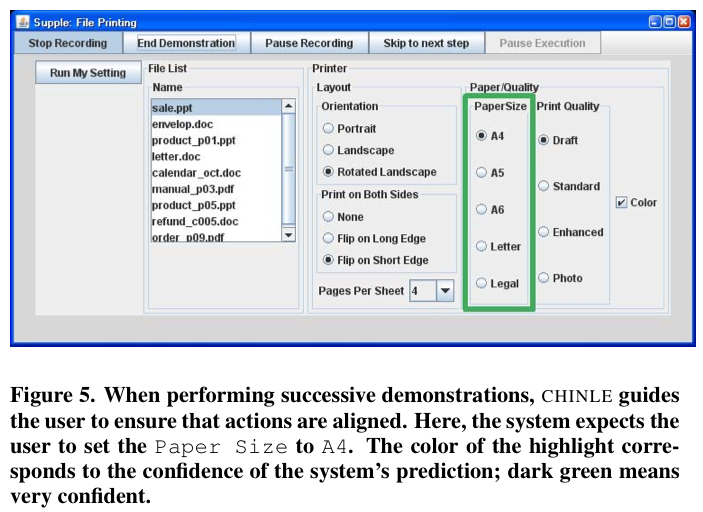 Supple: File Printing
Stop Recording
End Demonstration
Pause Recording
Skip to next step
Pause Execution
Run My Setting
File List
Name
sale.ppt
envelop.doc
product_p01.ppt
letter.doc
calendar_oct.doc
manual_p03.pdf
product_p05.ppt
refund_c005.doc
order_p09.pdf
Printer
Layout
Orientation
Portrait
Landscape
Rotated Landscape
Print on Both Sides
None
Flip on Long Edge
Flip on Short Edge
Pages Per Sheet 4
Paper/Quality
PaperSize
A4
A5
A6
Letter
Legal
Print Quality
Draft
Standard
Enhanced
Photo
Color
Figure 5. When performing successive demonstrations, CHINLE guides
the user to ensure that actions are aligned. Here, the system expects the
user to set the Paper Size to A4. The color of the highlight corre-
sponds to the confidence of the system's prediction; dark green means
very confident.